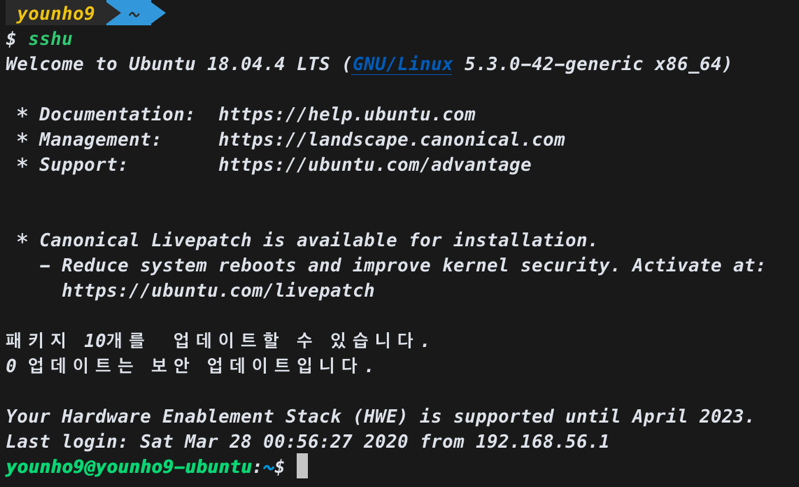 younho9 ~
$ sshu
Welcome to Ubuntu 18.04.4 LTS (GNU/Linux 5.3.0-42-generic x86_64)
* Documentation:  https://help.ubuntu.com
* Management:     https://landscape.canonical.com
* Support:        https://ubuntu.com/advantage
* Canonical Livepatch is available for installation.
- Reduce system reboots and improve kernel security. Activate at:
https://ubuntu.com/livepatch
패키지 10개를 업데이트할 수 있습니다.
0 업데이트는 보안 업데이트입니다.
Your Hardware Enablement Stack (HWE) is supported until April 2023.
Last login: Sat Mar 28 00:56:27 2020 from 192.168.56.1
younho9@younho9-ubuntu:~$